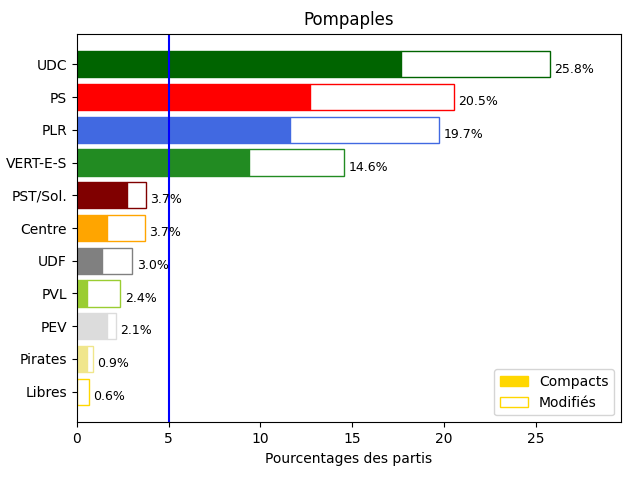 Pompaples
UDC 25.8%
PS 20.5%
PLR 19.7%
VERT-E-S 14.6%
PST/Sol. 3.7%
Centre 3.7%
UDF 3.0%
PVL 2.4%
PEV 2.1%
Pirates 0.9%
Libres 0.6%
Compacts
Modifiés
0 5 10 15 20 25
Pourcentages des partis